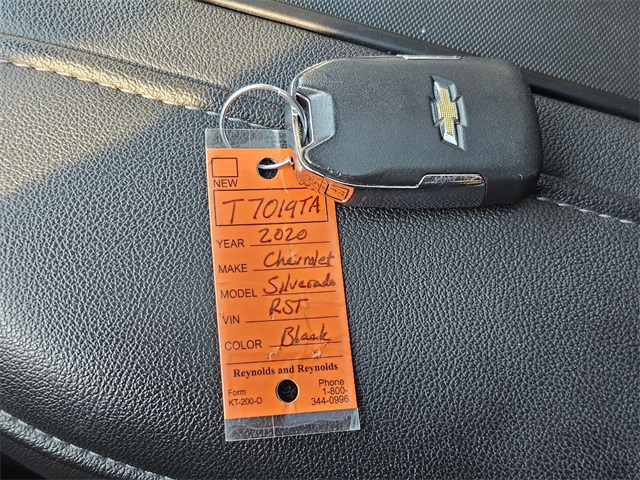 NEW
T7019TA
YEAR 2020
MAKE Chevrolet
MODEL Silverado
VIN RST
COLOR Black
Reynolds and Reynolds
Form Phone
KT-200-O 1-800-
344-0996